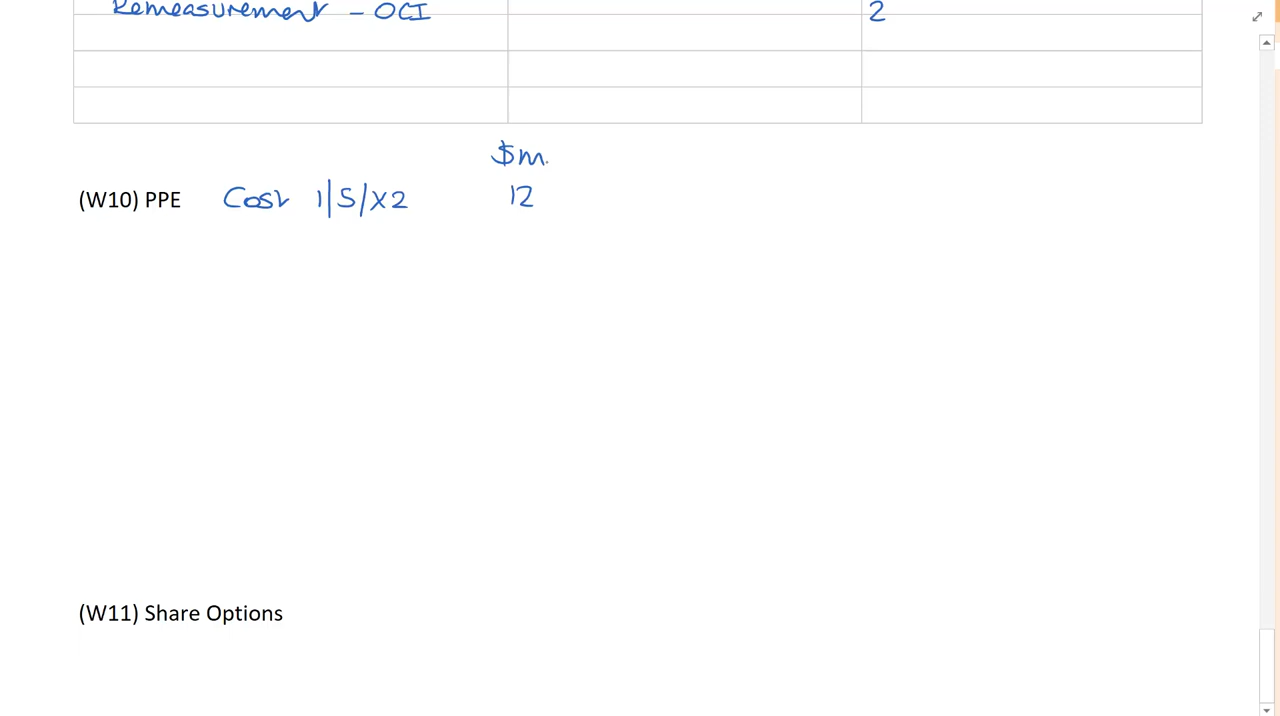 Remeasurement - OCI 2
$m.
(W10) PPE Cost 1/5/X2 12
(W11) Share Options